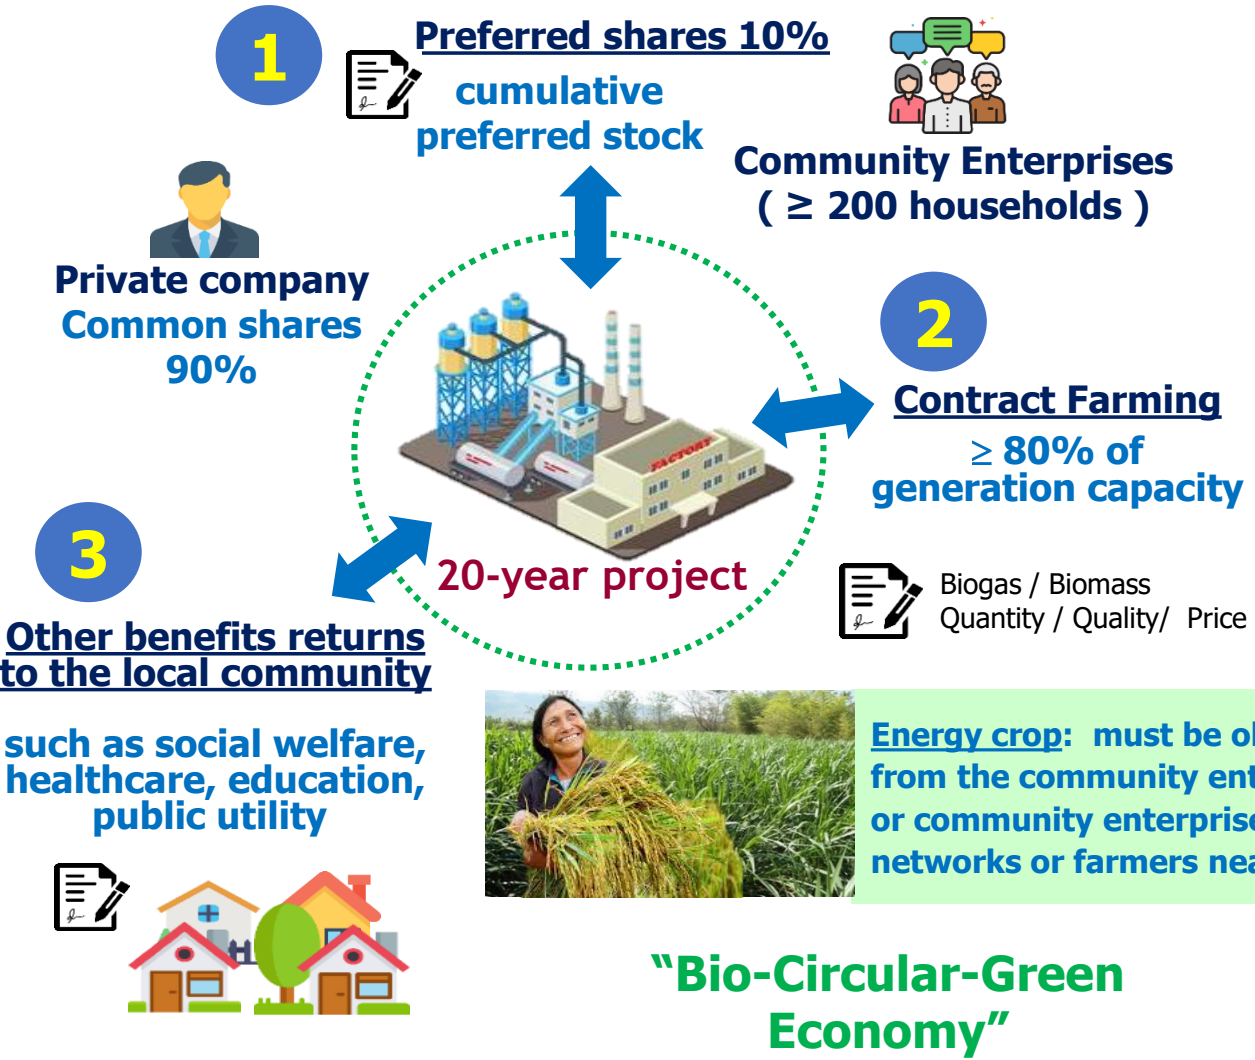 1
Preferred shares 10%
cumulative
preferred stock
Community Enterprises
( ≥ 200 households )
Private company
Common shares
90%
2
Contract Farming
≥ 80% of
generation capacity
Biogas / Biomass
Quantity / Quality/ Price
FACTORY
20-year project
3
Other benefits returns
to the local community
such as social welfare,
healthcare, education,
public utility
Energy crop: must be
from the community
or community
networks or farmers
"Bio-Circular-Green
Economy"